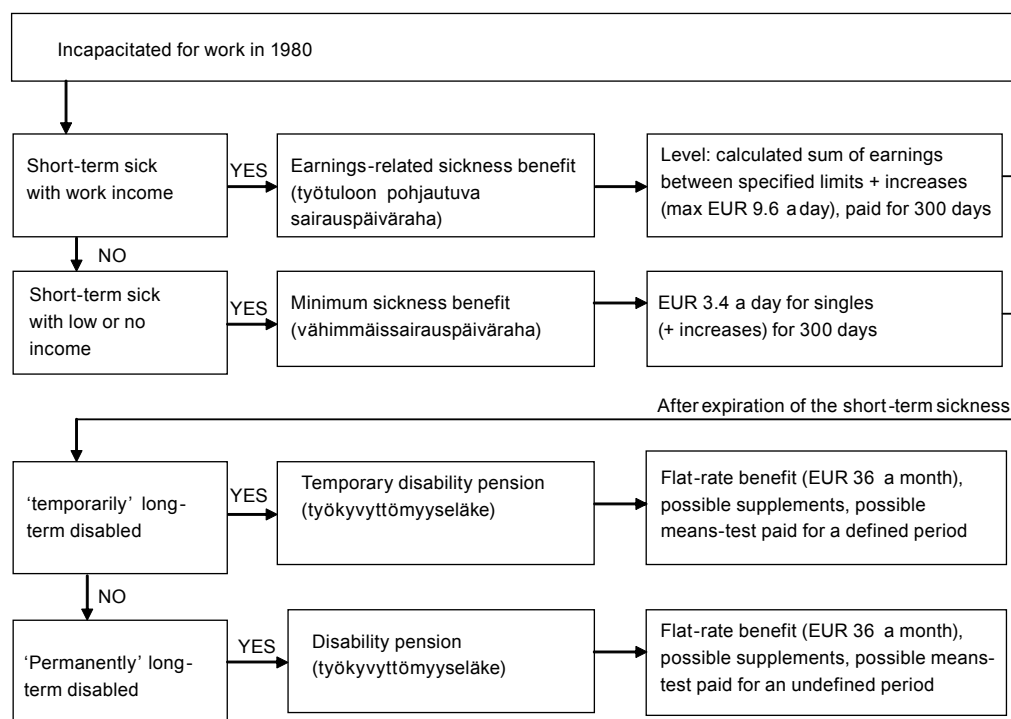 Incapacitated for work in 1980
Short-term sick
with work income
YES
Earnings-related sickness benefit
(työtuloon pohjautuva
sairauspäiväraha)
Level: calculated sum of earnings
between specified limits + increases
(max EUR 9.6 a day), paid for 300 days
NO
Short-term sick
with low or no
income
YES
Minimum sickness benefit
(vähimmäissairauspäiväraha)
EUR 3.4 a day for singles
(+ increases) for 300 days
After expiration of the short-term sickness
‘temporarily’ long-
term disabled
YES
Temporary disability pension
(työkyvyttömyyseläke)
Flat-rate benefit (EUR 36 a month),
possible supplements, possible
means-test paid for a defined period
NO
‘Permanently’ long-
term disabled
YES
Disability pension
(työkyvyttömyyseläke)
Flat-rate benefit (EUR 36 a month),
possible supplements, possible means-
test paid for an undefined period